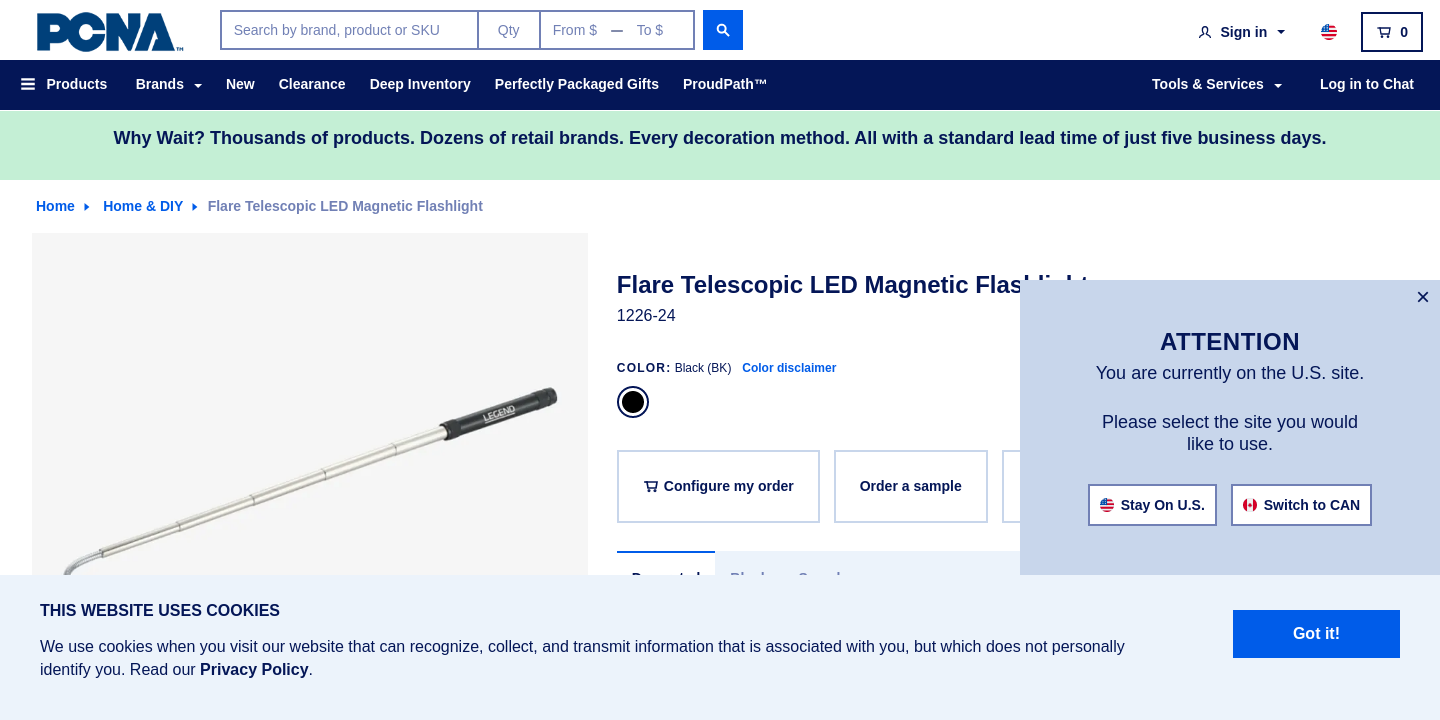 PCNA™
Search by brand, product or SKU
Qty
From $ — To $
Sign in
0
Products
Brands
New
Clearance
Deep Inventory
Perfectly Packaged Gifts
ProudPath™
Tools & Services
Log in to Chat
Why Wait? Thousands of products. Dozens of retail brands. Every decoration method. All with a standard lead time of just five business days.
Home
Home & DIY
Flare Telescopic LED Magnetic Flashlight
LEGEND
Flare Telescopic LED Magnetic Flashlight
1226-24
COLOR: Black (BK) Color disclaimer
Configure my order
Order a sample
×
ATTENTION
You are currently on the U.S. site.
Please select the site you would
like to use.
Stay On U.S.
Switch to CAN
THIS WEBSITE USES COOKIES
We use cookies when you visit our website that can recognize, collect, and transmit information that is associated with you, but which does not personally
identify you. Read our Privacy Policy.
Got it!